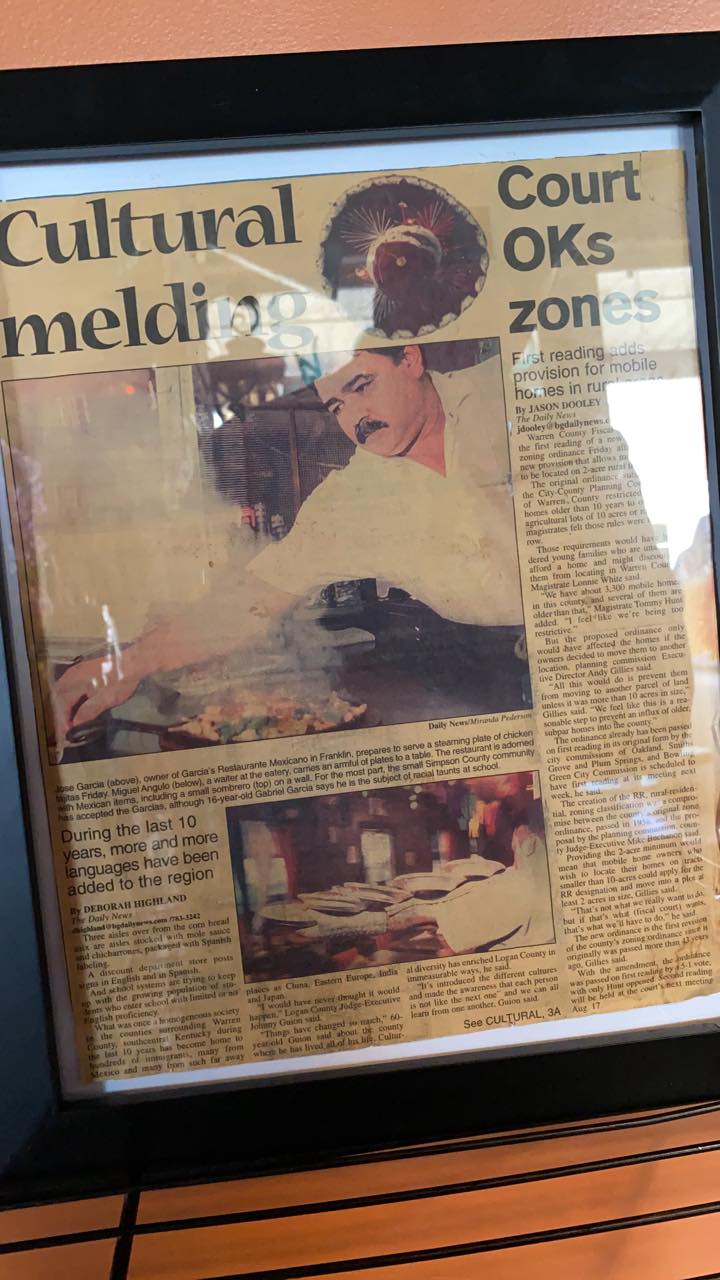 Cultural
melding
Daily News/Miranda Pederson
Jose Garcia (above), owner of Garcia's Restaurante Mexicano in Franklin, prepares to serve a steaming plate of chicken
fajitas Friday. Miguel Angulo (below), a waiter at the eatery, carries an armful of plates to a table. The restaurant is adorned
with Mexican items, including a small sombrero (top) on a wall. For the most part, the small Simpson County community
has accepted the Garcias, although 16-year-old Gabriel Garcia says he is the subject of racial taunts at school.
During the last 10
years, more and more
languages have been
added to the region
By DEBORAH HIGHLAND
The Daily News
dhighland@bgdailynews.com /783-3242
Three aisles over from the corn bread
mix are aisles stocked with mole sauce
and chicharrones, packaged with Spanish
labeling.
A discount department store posts
signs in English and in Spanish.
And school systems are trying to keep
up with the growing population of stu-
dents who enter school with limited or no
English proficiency.
What was once a homogenous society
in the counties surrounding Warren
County, southcentral Kentucky during
the last 10 years has become home to
hundreds of immigrants, many from
Mexico and many from such far away
places as China, Eastern Europe, India
and Japan.
"I would have never thought it would
happen," Logan County Judge-Executive
Johnny Guion said.
"Things have changed so much," 60-
year-old Guion said about the county
where he has lived all of his life. Cultur-
al diversity has enriched Logan County in
immeasurable ways, he said.
"It's introduced the different cultures
and made the awareness that each person
is not like the next one" and we can all
learn from one another, Guion said.
See CULTURAL, 3A
Court
OKs
zones
First reading adds
provision for mobile
homes in rural areas
By JASON DOOLEY
The Daily News
jdooley@bgdailynews.c
Warren County Fiscal
the first reading of a new
zoning ordinance Friday
new provision that allows
to be located on 2-acre rural
The original ordinance
the City-County Planning
of Warren County restricted
homes older than 10 years to
agricultural lots of 10 acres or
magistrates felt those rules were
row.
Those requirements would have
dered young families who are
afford a home and might
them from locating in Warren
Magistrate Lonnie White said.
"We have about 3,300 mobile homes
in this county, and several of them are
older than that," Magistrate Tommy Hunt
added. "I feel like we're being too
restrictive."
But the proposed ordinance only
would have affected the homes if the
owners decided to move them to another
location, planning commission Execu-
tive Director Andy Gillies said.
"All this would do is prevent them
from moving to another parcel of land
unless it was more than 10 acres in size,"
Gillies said. "We feel like this is a rea-
sonable step to prevent an influx of older,
subpar homes into the county."
The ordinance already has been passed
on first reading in its original form by the
city commissions of Oakland, Smiths
Grove and Plum Springs, and Bowling
Green City Commission is scheduled to
have first reading at its meeting next
week, he said.
The creation of the RR, rural-residen-
tial, zoning classification was a compro-
mise between the county's original zoning
ordinance, passed in and the pro-
posal by the planning commission, coun-
ty Judge-Executive Mike Buchanon said.
Providing the 2-acre minimum would
mean that mobile home owners who
wish to locate their homes on tracts
smaller than 10-acres could apply for the
RR designation and move into a plot at
least 2 acres in size, Gillies said.
"That's not what we really want to do,
but if that's what (fiscal court) wants,
that's what we'll have to do," he said.
The new ordinance is the first revision
of the county's zoning ordinance since it
originally was passed more than years
ago, Gillies said.
With the amendment, the ordinance
was passed on first reading by a 5-1 vote,
with only Hunt opposed. Second reading
will be held at the court's next meeting
Aug. 17